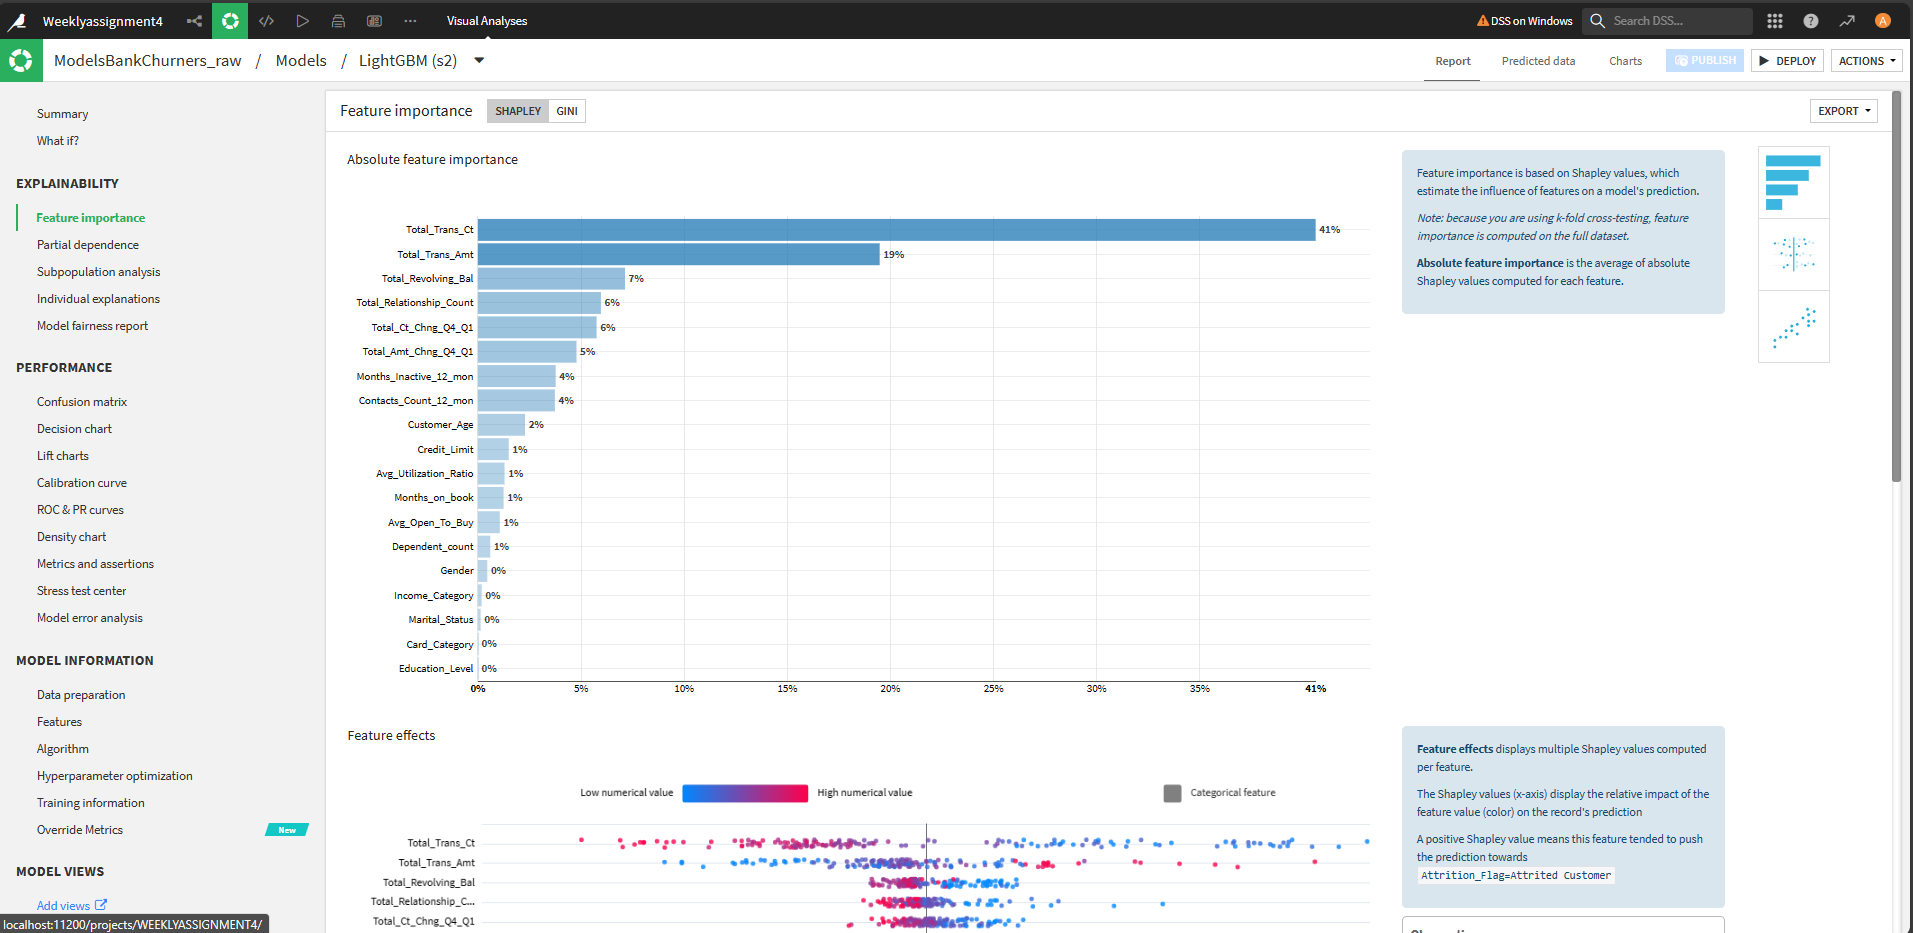 Weeklyassignment4
Visual Analyses
DSS on Windows
Search DSS...
A
ModelsBankChurners_raw / Models / LightGBM (s2)
Report
Predicted data
Charts
PUBLISH
DEPLOY
ACTIONS
Summary
What if?
EXPLAINABILITY
Feature importance
Partial dependence
Subpopulation analysis
Individual explanations
Model fairness report
PERFORMANCE
Confusion matrix
Decision chart
Lift charts
Calibration curve
ROC & PR curves
Density chart
Metrics and assertions
Stress test center
Model error analysis
MODEL INFORMATION
Data preparation
Features
Algorithm
Hyperparameter optimization
Training information
Override Metrics
New
MODEL VIEWS
Add views
localhost:11200/projects/WEEKLYASSIGNMENT4/
Feature importance
SHAPLEY
GINI
EXPORT
Absolute feature importance
Total_Trans_Ct 41%
Total_Trans_Amt 19%
Total_Revolving_Bal 7%
Total_Relationship_Count 6%
Total_Ct_Chng_Q4_Q1 6%
Total_Amt_Chng_Q4_Q1 5%
Months_Inactive_12_mon 4%
Contacts_Count_12_mon 4%
Customer_Age 2%
Credit_Limit 1%
Avg_Utilization_Ratio 1%
Months_on_book 1%
Avg_Open_To_Buy 1%
Dependent_count 1%
Gender 0%
Income_Category 0%
Marital_Status 0%
Card_Category 0%
Education_Level 0%
0% 5% 10% 15% 20% 25% 30% 35% 41%
Feature importance is based on Shapley values, which
estimate the influence of features on a model's prediction.
Note: because you are using k-fold cross-testing, feature
importance is computed on the full dataset.
Absolute feature importance is the average of absolute
Shapley values computed for each feature.
Feature effects
Low numerical value
High numerical value
Categorical feature
Total_Trans_Ct
Total_Trans_Amt
Total_Revolving_Bal
Total_Relationship_C...
Total_Ct_Chng_Q4_Q1
Feature effects displays multiple Shapley values computed
per feature.
The Shapley values (x-axis) display the relative impact of the
feature value (color) on the record's prediction
A positive Shapley value means this feature tended to push
the prediction towards
Attrition_Flag=Attrited Customer